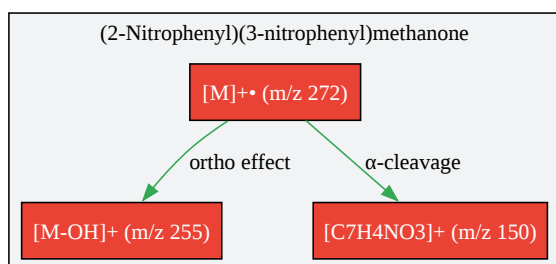 (2-Nitrophenyl)(3-nitrophenyl)methanone
[M]+• (m/z 272)
ortho effect
α-cleavage
[M-OH]+ (m/z 255)
[C7H4NO3]+ (m/z 150)